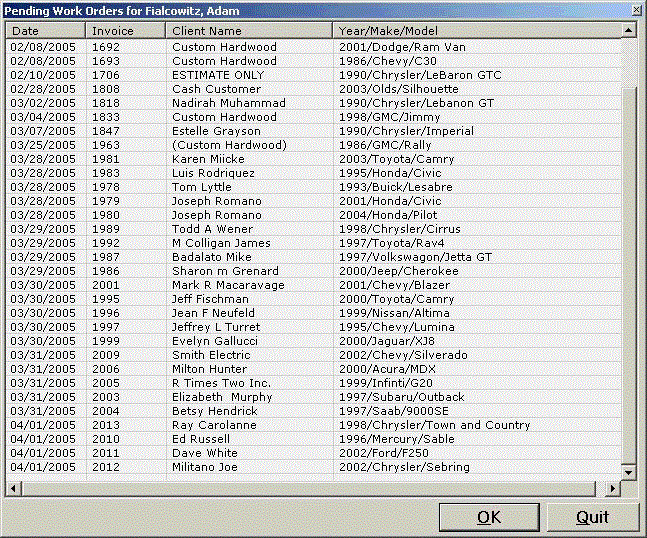 Pending Work Orders for Fialcowitz, Adam
Date Invoice Client Name Year/Make/Model
02/08/2005 1692 Custom Hardwood 2001/Dodge/Ram Van
02/08/2005 1693 Custom Hardwood 1986/Chevy/C30
02/10/2005 1706 ESTIMATE ONLY 1990/Chrysler/LeBaron GTC
02/28/2005 1808 Cash Customer 2003/Olds/Silhouette
03/02/2005 1818 Nadirah Muhammad 1990/Chrysler/Lebanon GT
03/04/2005 1833 Custom Hardwood 1998/GMC/Jimmy
03/07/2005 1847 Estelle Grayson 1990/Chrysler/Imperial
03/25/2005 1963 (Custom Hardwood) 1986/GMC/Rally
03/28/2005 1981 Karen Miicke 2003/Toyota/Camry
03/28/2005 1983 Luis Rodriquez 1995/Honda/Civic
03/28/2005 1978 Tom Lyttle 1993/Buick/Lesabre
03/28/2005 1979 Joseph Romano 2001/Honda/Civic
03/28/2005 1980 Joseph Romano 2004/Honda/Pilot
03/29/2005 1989 Todd A Wener 1998/Chrysler/Cirrus
03/29/2005 1992 M Colligan James 1997/Toyota/Rav4
03/29/2005 1987 Badalato Mike 1997/Volkswagon/Jetta GT
03/29/2005 1986 Sharon m Grenard 2000/Jeep/Cherokee
03/30/2005 2001 Mark R Macaravage 2001/Chevy/Blazer
03/30/2005 1995 Jeff Fischman 2000/Toyota/Camry
03/30/2005 1996 Jean F Neufeld 1999/Nissan/Altima
03/30/2005 1997 Jeffrey L Turret 1995/Chevy/Lumina
03/30/2005 1999 Evelyn Gallucci 2000/Jaguar/XJ8
03/31/2005 2009 Smith Electric 2002/Chevy/Silverado
03/31/2005 2006 Milton Hunter 2000/Acura/MDX
03/31/2005 2005 R Times Two Inc. 1999/Infinti/G20
03/31/2005 2003 Elizabeth Murphy 1997/Subaru/Outback
03/31/2005 2004 Betsy Hendrick 1997/Saab/9000SE
04/01/2005 2013 Ray Carolanne 1998/Chrysler/Town and Country
04/01/2005 2010 Ed Russell 1996/Mercury/Sable
04/01/2005 2011 Dave White 2002/Ford/F250
04/01/2005 2012 Militano Joe 2002/Chrysler/Sebring
OK Quit